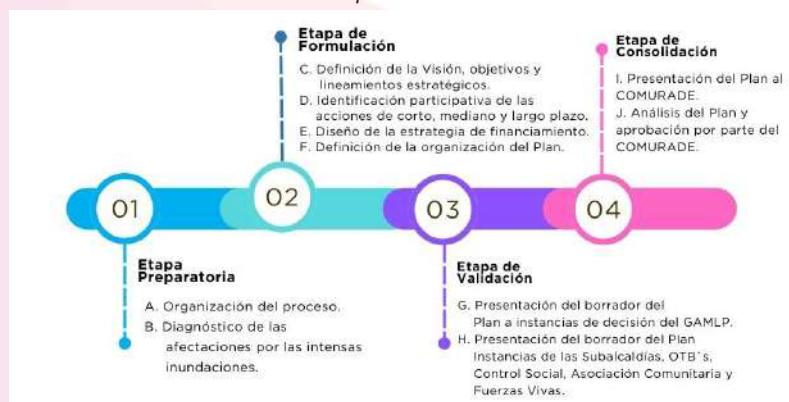 Etapa de
Formulación
C. Definición de la Visión, objetivos y
lineamientos estratégicos.
D. Identificación participativa de las
acciones de corto, mediano y largo plazo.
E. Diseño de la estrategia de financiamiento.
F. Definición de la organización del Plan.
Etapa de
Consolidación
I. Presentación del Plan al
COMURADE.
J. Análisis del Plan y
aprobación por parte del
COMURADE.
01
02
03
04
Etapa
Preparatoria
A. Organización del proceso.
B. Diagnóstico de las
afectaciones por las intensas
inundaciones.
Etapa de
Validación
G. Presentación del borrador del
Plan a instancias de decisión del GAMLP.
H. Presentación del borrador del Plan
Instancias de las Subalcaldías, OTB`s,
Control Social, Asociación Comunitaria y
Fuerzas Vivas.